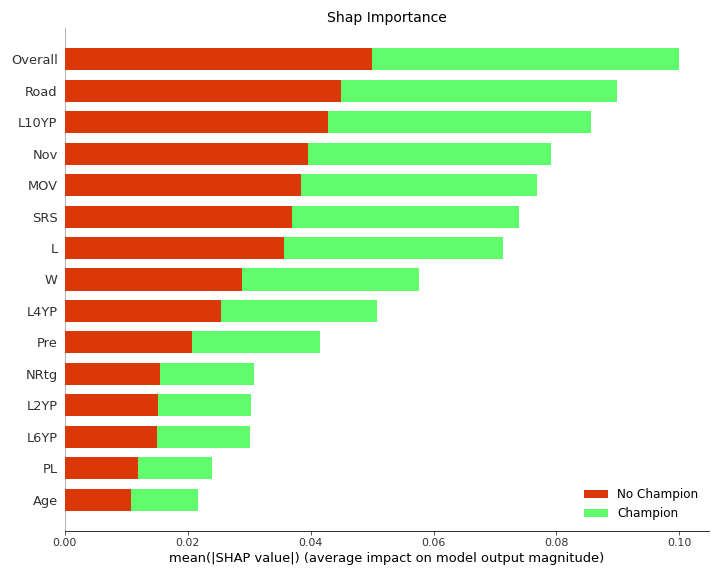 Shap Importance
Overall
Road
L10YP
Nov
MOV
SRS
L
W
L4YP
Pre
NRtg
L2YP
L6YP
PL
Age
No Champion
Champion
0.00 0.02 0.04 0.06 0.08 0.10
mean(|SHAP value|) (average impact on model output magnitude)